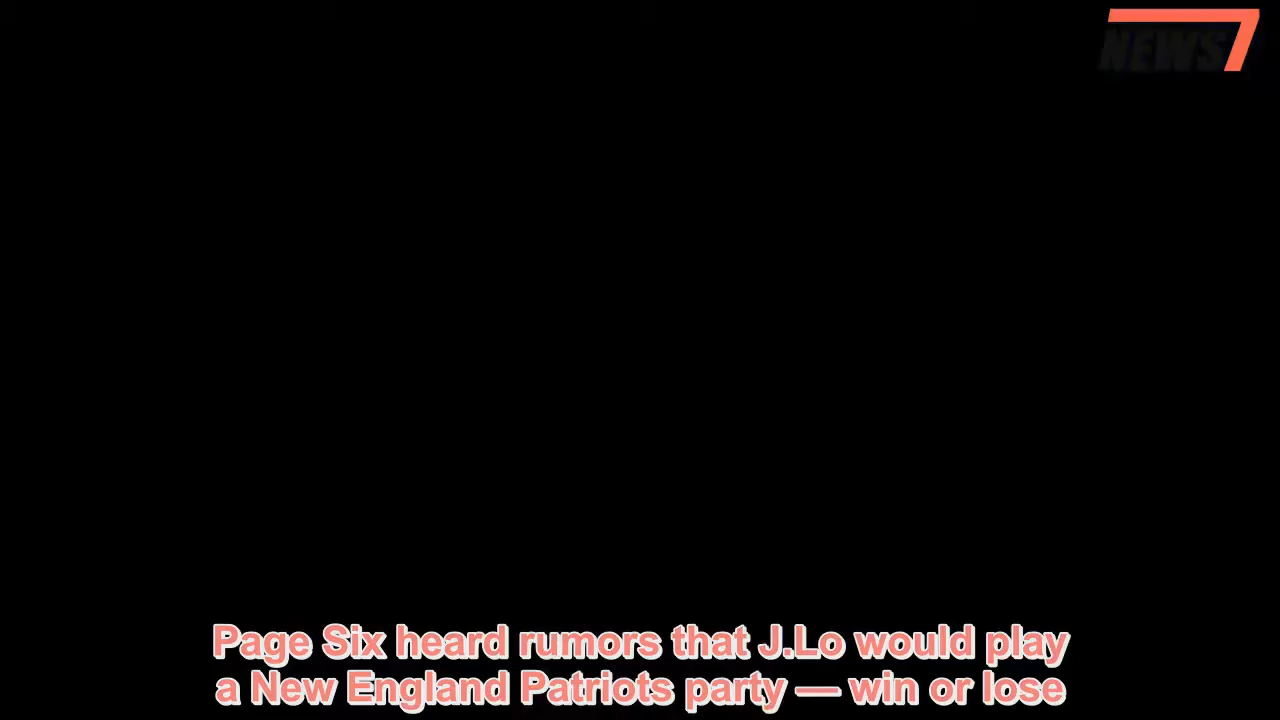 NEWS7
Page Six heard rumors that J.Lo would play
a New England Patriots party — win or lose